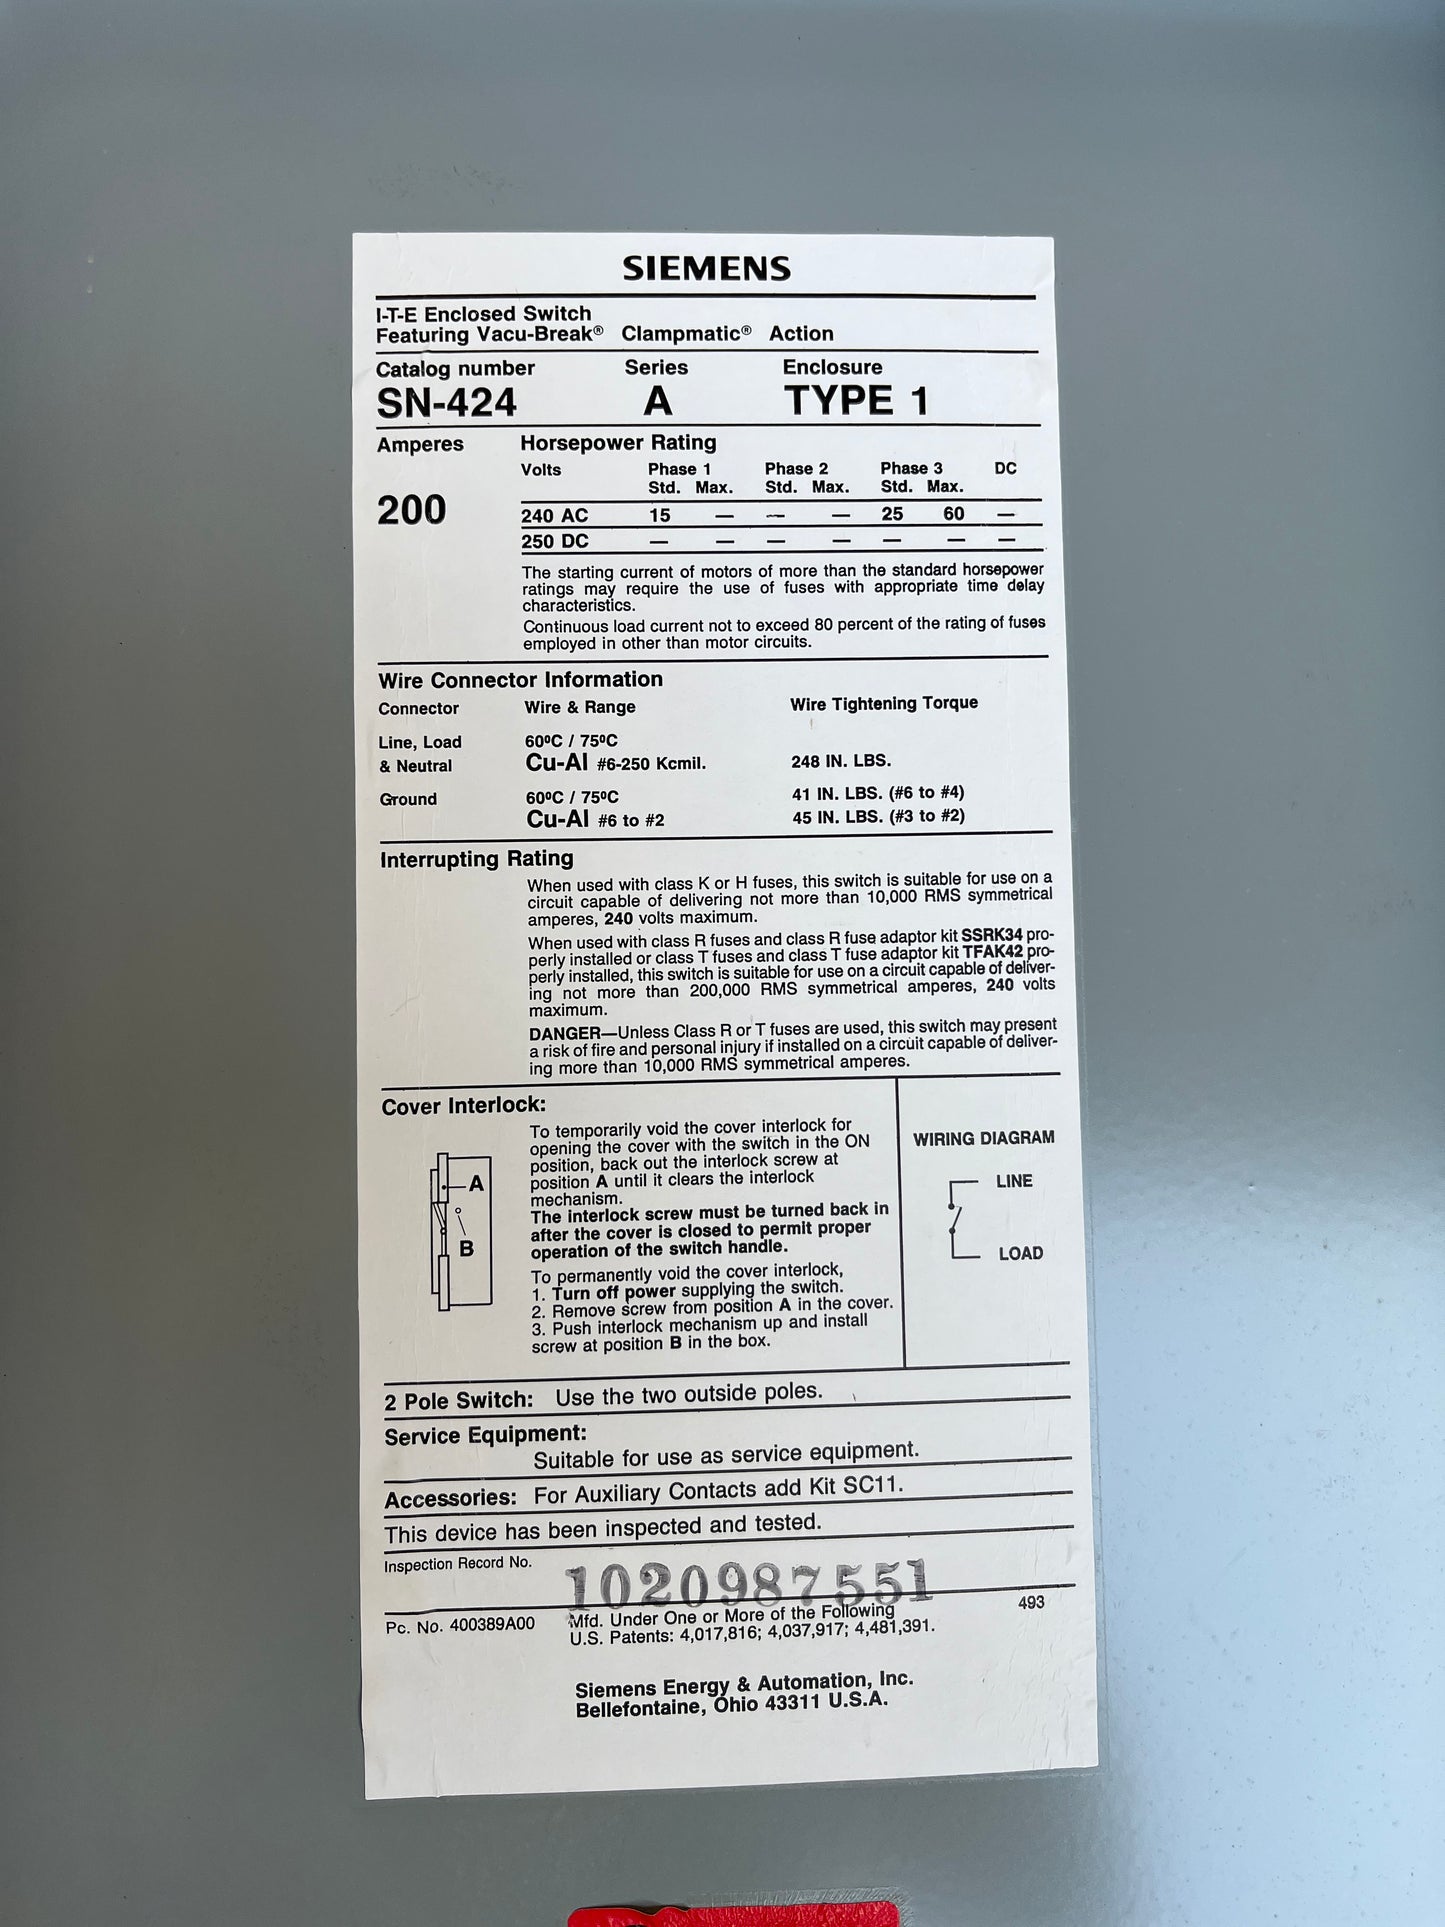 SIEMENS
I-T-E Enclosed Switch
Featuring Vacu-Break® Clampmatic® Action
Catalog number Series Enclosure
SN-424 A TYPE 1
Amperes Horsepower Rating
Volts Phase 1 Phase 2 Phase 3 DC
Std. Max. Std. Max. Std. Max.
200
240 AC 15 — — — 25 60 —
250 DC — — — — — — —
The starting current of motors of more than the standard horsepower
ratings may require the use of fuses with appropriate time delay
characteristics.
Continuous load current not to exceed 80 percent of the rating of fuses
employed in other than motor circuits.
Wire Connector Information
Connector Wire & Range Wire Tightening Torque
Line, Load 60ºC / 75ºC
& Neutral Cu-Al #6-250 Kcmil. 248 IN. LBS.
Ground 60ºC / 75ºC 41 IN. LBS. (#6 to #4)
Cu-Al #6 to #2 45 IN. LBS. (#3 to #2)
Interrupting Rating
When used with class K or H fuses, this switch is suitable for use on a
circuit capable of delivering not more than 10,000 RMS symmetrical
amperes, 240 volts maximum.
When used with class R fuses and class R fuse adaptor kit SSRK34 pro-
perly installed or class T fuses and class T fuse adaptor kit TFAK42 pro-
perly installed, this switch is suitable for use on a circuit capable of deliver-
ing not more than 200,000 RMS symmetrical amperes, 240 volts
maximum.
DANGER—Unless Class R or T fuses are used, this switch may present
a risk of fire and personal injury if installed on a circuit capable of deliver-
ing more than 10,000 RMS symmetrical amperes.
Cover Interlock:
A
B
To temporarily void the cover interlock for
opening the cover with the switch in the ON
position, back out the interlock screw at
position A until it clears the interlock
mechanism.
The interlock screw must be turned back in
after the cover is closed to permit proper
operation of the switch handle.
To permanently void the cover interlock,
1. Turn off power supplying the switch.
2. Remove screw from position A in the cover.
3. Push interlock mechanism up and install
screw at position B in the box.
WIRING DIAGRAM
LINE
LOAD
2 Pole Switch: Use the two outside poles.
Service Equipment:
Suitable for use as service equipment.
Accessories: For Auxiliary Contacts add Kit SC11.
This device has been inspected and tested.
Inspection Record No. 1020987551
493
Pc. No. 400389A00 Mfd. Under One or More of the Following
U.S. Patents: 4,017,816; 4,037,917; 4,481,391.
Siemens Energy & Automation, Inc.
Bellefontaine, Ohio 43311 U.S.A.